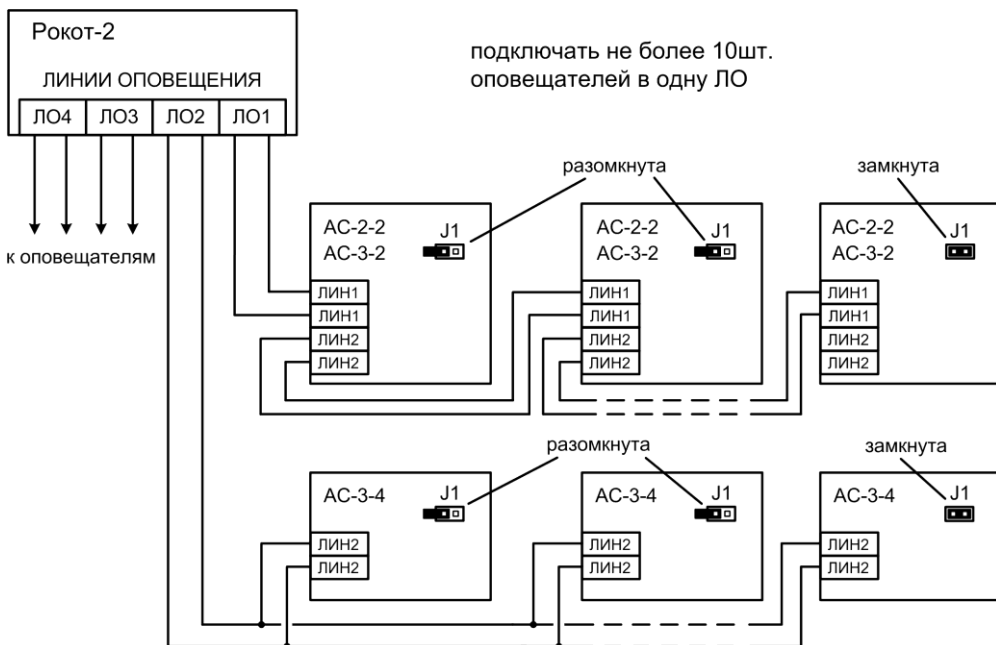 Рокот-2
ЛИНИИ ОПОВЕЩЕНИЯ
ЛО4 ЛО3 ЛО2 ЛО1
к оповещателям
подключать не более 10шт.
оповещателей в одну ЛО
разомкнута
замкнута
АС-2-2
АС-3-2
J1
ЛИН1
ЛИН1
ЛИН2
ЛИН2
АС-2-2
АС-3-2
J1
ЛИН1
ЛИН1
ЛИН2
ЛИН2
АС-2-2
АС-3-2
J1
ЛИН1
ЛИН1
ЛИН2
ЛИН2
разомкнута
замкнута
АС-3-4
J1
ЛИН2
ЛИН2
АС-3-4
J1
ЛИН2
ЛИН2
АС-3-4
J1
ЛИН2
ЛИН2